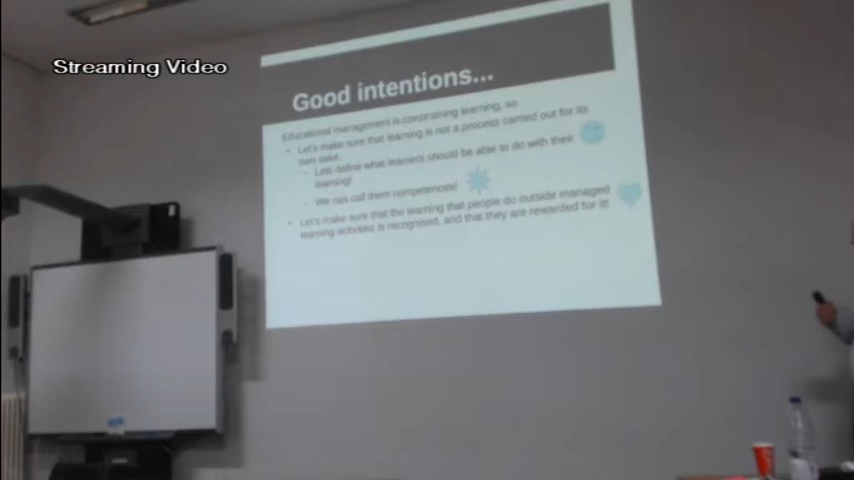 Streaming Video
Good intentions...
Educational management is constraining learning, so
Let's make sure that learning is not a process carried out for its
own sake.
Lets define what learners should be able to do with their
learning!
We can call them competences!
Let's make sure that the learning that people do outside managed
learning activities is recognised, and that they are rewarded for it!